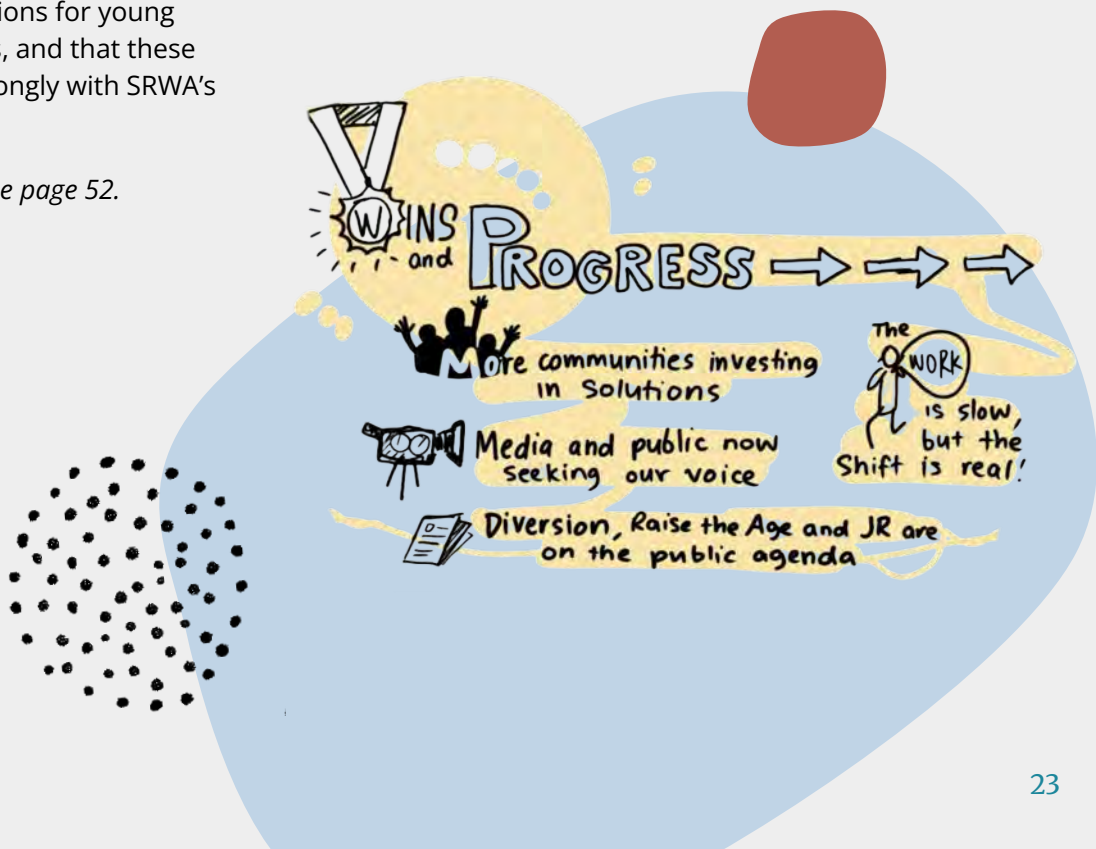 ions for young
, and that these
ongly with SRWA's
e page 52.
WINS
and
PROGRESS
More communities investing
in Solutions
Media and public now
seeking our voice
Diversion, Raise the Age and JR are
on the public agenda
The
WORK
is slow,
but the
Shift is real!
23